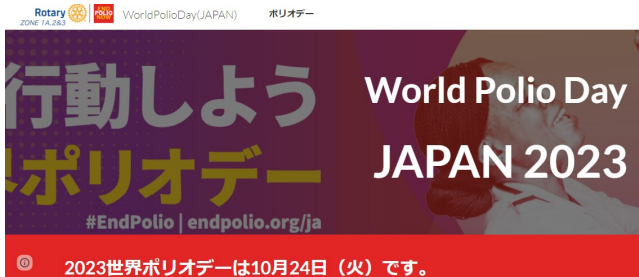 Rotary END POLIO NOW WorldPolioDay(JAPAN) ポリオデー
ZONE 1A.2&3
行動しよう
World Polio Day
界ポリオデー
JAPAN 2023
#EndPolio | endpolio.org/ja
2023世界ポリオデーは10月24日（火）です。